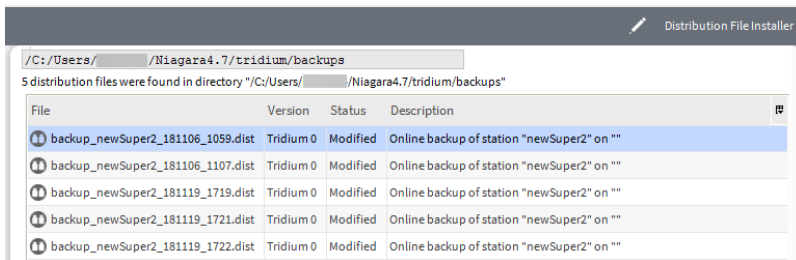 Distribution File Installer
/C:/Users/ /Niagara4.7/tridium/backups
5 distribution files were found in directory "/C:/Users/ /Niagara4.7/tridium/backups"
File Version Status Description
backup_newSuper2_181106_1059.dist Tridium 0 Modified Online backup of station "newSuper2" on ""
backup_newSuper2_181106_1107.dist Tridium 0 Modified Online backup of station "newSuper2" on ""
backup_newSuper2_181119_1719.dist Tridium 0 Modified Online backup of station "newSuper2" on ""
backup_newSuper2_181119_1721.dist Tridium 0 Modified Online backup of station "newSuper2" on ""
backup_newSuper2_181119_1722.dist Tridium 0 Modified Online backup of station "newSuper2" on ""